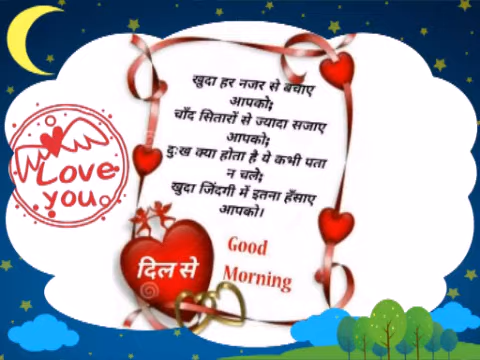 खुदा हर नजर से बचाए
आपको;
चाँद सितारों से ज्यादा सजाए
आपको;
दुःख क्या होता है ये कभी पता
न चले;
खुदा जिंदगी में इतना हँसाए
आपको।
Love
you
दिल से
Good
Morning